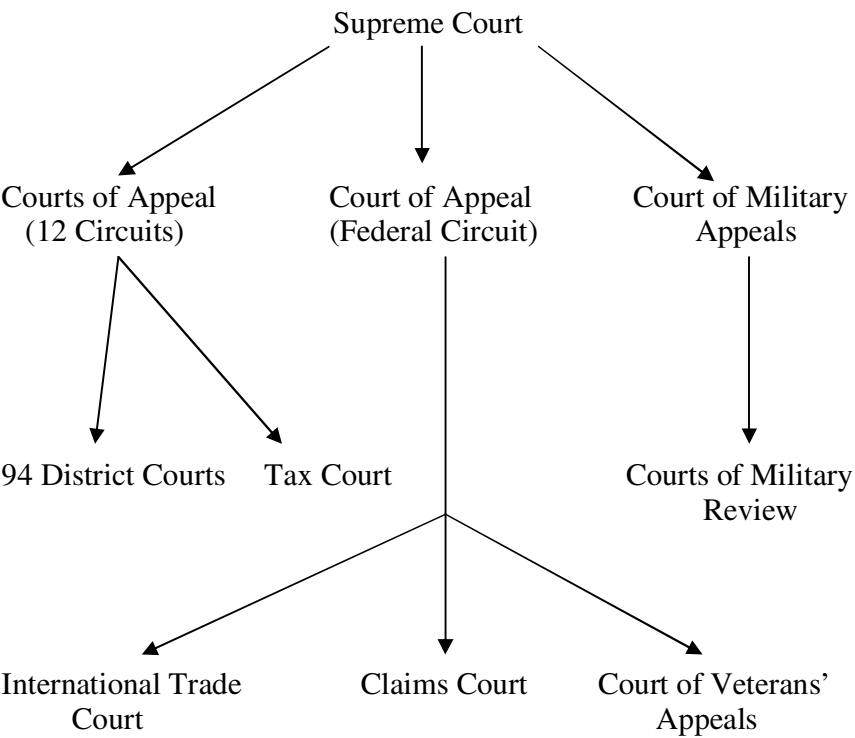 Supreme Court
Courts of Appeal
(12 Circuits)
Court of Appeal
(Federal Circuit)
Court of Military
Appeals
94 District Courts
Tax Court
Courts of Military
Review
International Trade
Court
Claims Court
Court of Veterans’
Appeals